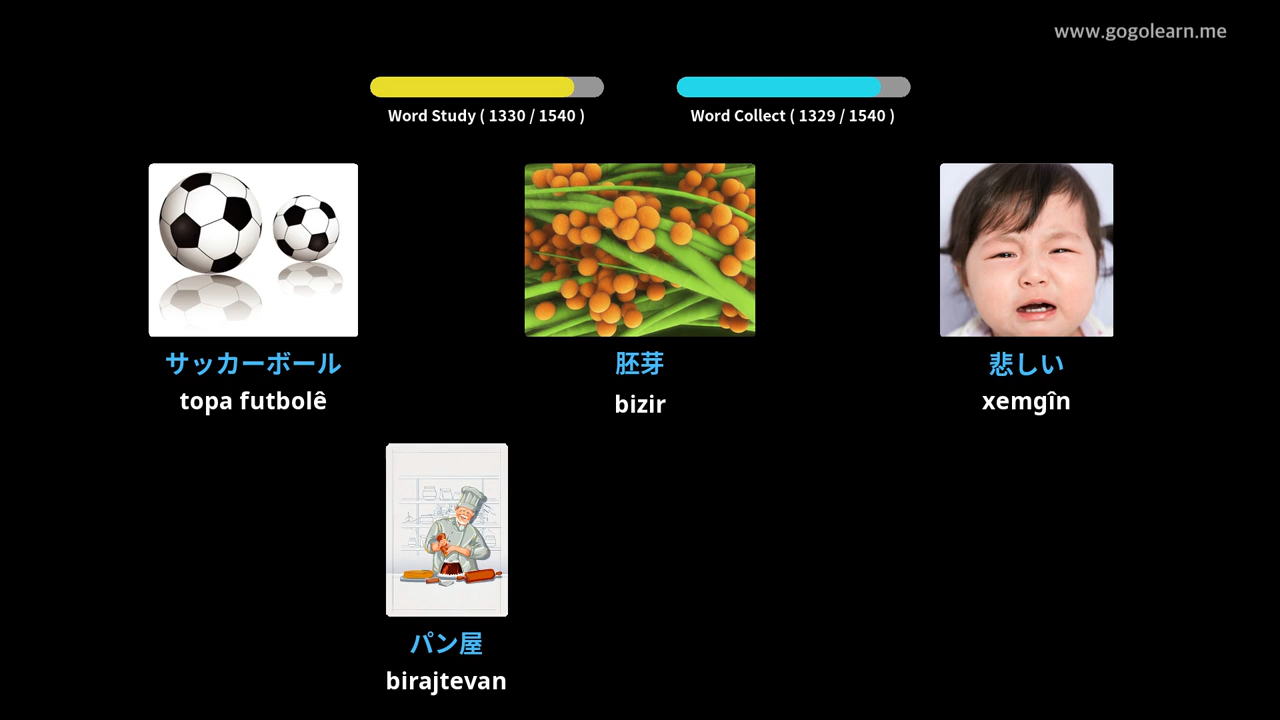 www.gogolearn.me
Word Study ( 1330 / 1540 )
Word Collect ( 1329 / 1540 )
サッカーボール
topa futbolê
胚芽
bizir
悲しい
xemgîn
パン屋
birajtevan